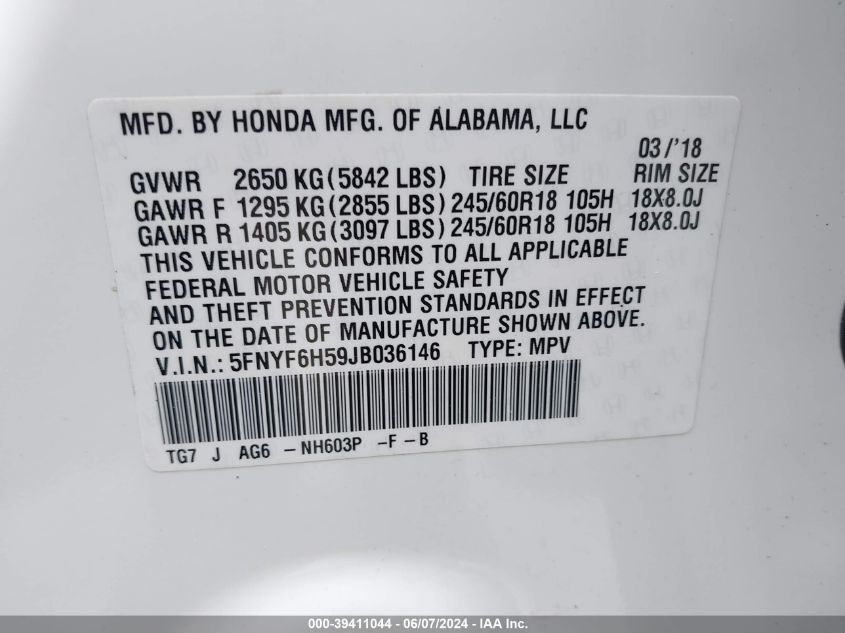 MFD. BY HONDA MFG. OF ALABAMA, LLC
03/'18
GVWR 2650 KG (5842 LBS) TIRE SIZE RIM SIZE
GAWR F 1295 KG (2855 LBS) 245/60R18 105H 18X8.0J
GAWR R 1405 KG (3097 LBS) 245/60R18 105H 18X8.0J
THIS VEHICLE CONFORMS TO ALL APPLICABLE
FEDERAL MOTOR VEHICLE SAFETY
AND THEFT PREVENTION STANDARDS IN EFFECT
ON THE DATE OF MANUFACTURE SHOWN ABOVE.
V.I.N.: 5FNYF6H59JB036146 TYPE: MPV
TG7 J AG6 – NH603P –F – B
000-39411044 - 06/07/2024 - IAA Inc.